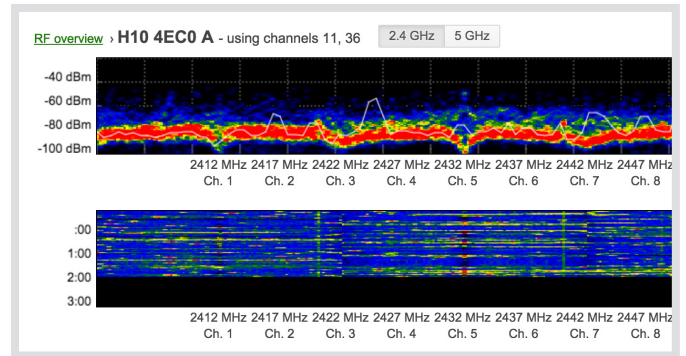 RF overview › H10 4EC0 A - using channels 11, 36 2.4 GHz 5 GHz
-40 dBm
-60 dBm
-80 dBm
-100 dBm
2412 MHz 2417 MHz 2422 MHz 2427 MHz 2432 MHz 2437 MHz 2442 MHz 2447 MHz
Ch. 1 Ch. 2 Ch. 3 Ch. 4 Ch. 5 Ch. 6 Ch. 7 Ch. 8
:00
1:00
2:00
3:00
2412 MHz 2417 MHz 2422 MHz 2427 MHz 2432 MHz 2437 MHz 2442 MHz 2447 MHz
Ch. 1 Ch. 2 Ch. 3 Ch. 4 Ch. 5 Ch. 6 Ch. 7 Ch. 8